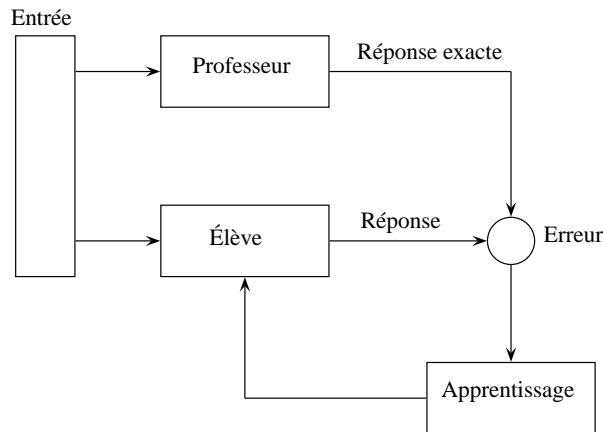 Entrée
Professeur
Réponse exacte
Élève
Réponse
Erreur
Apprentissage